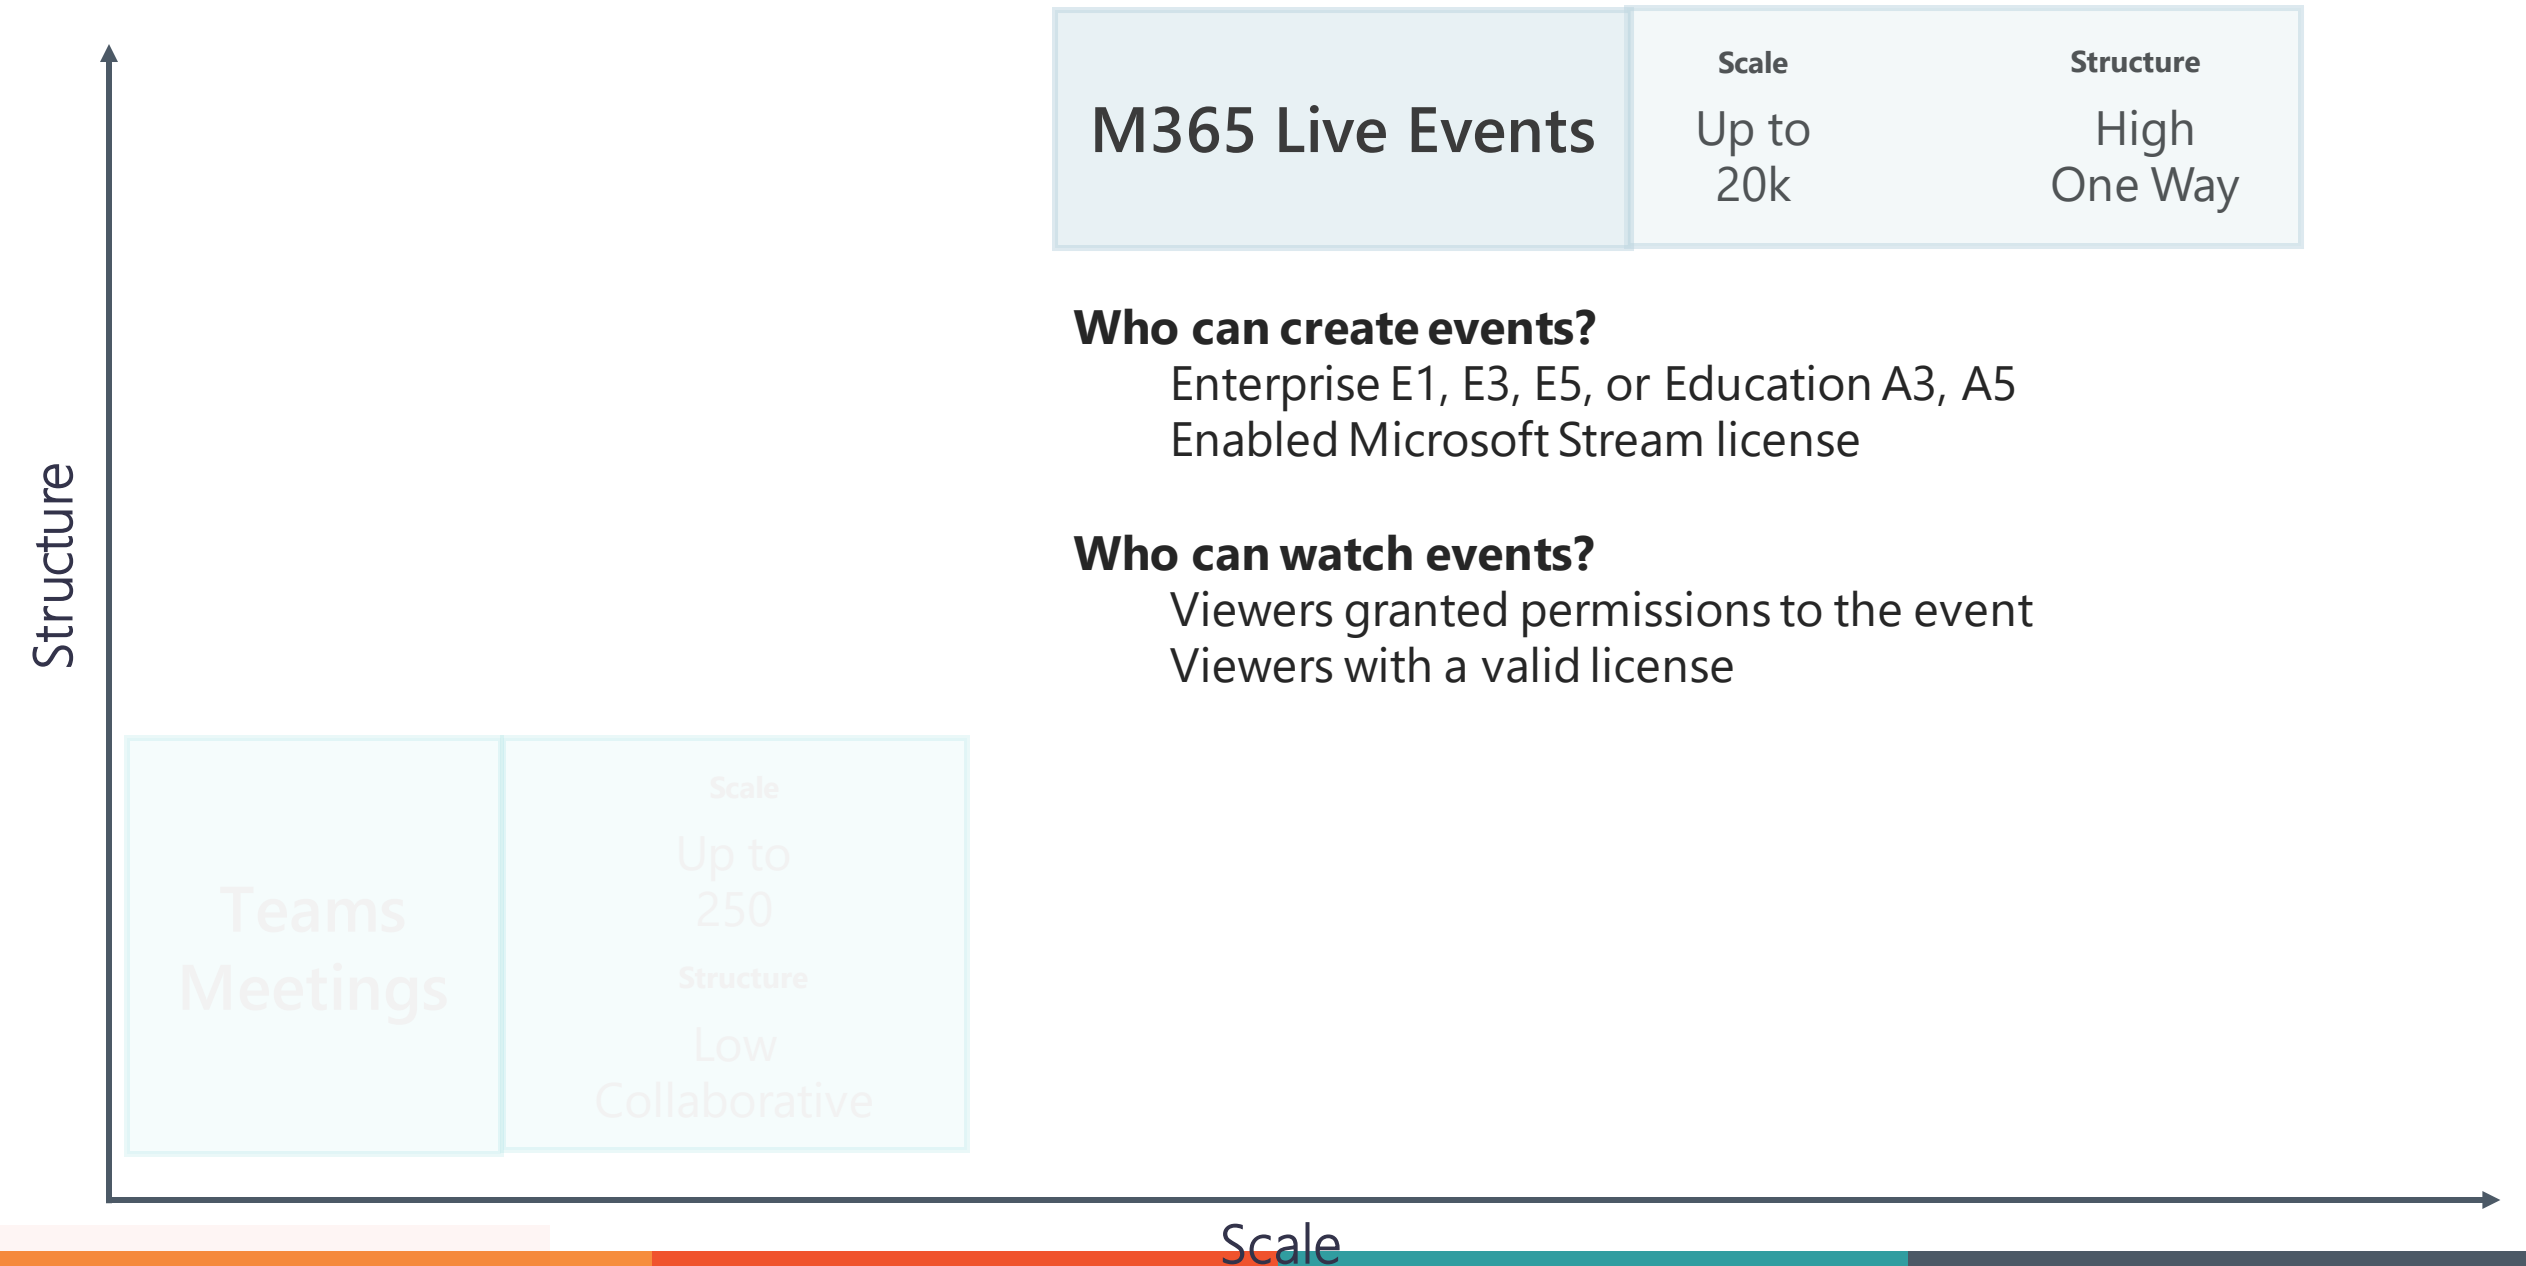 Structure
M365 Live Events
Scale
Up to
20k
Structure
High
One Way
Who can create events?
Enterprise E1, E3, E5, or Education A3, A5
Enabled Microsoft Stream license
Who can watch events?
Viewers granted permissions to the event
Viewers with a valid license
Teams
Meetings
Scale
Up to
250
Structure
Low
Collaborative
Scale